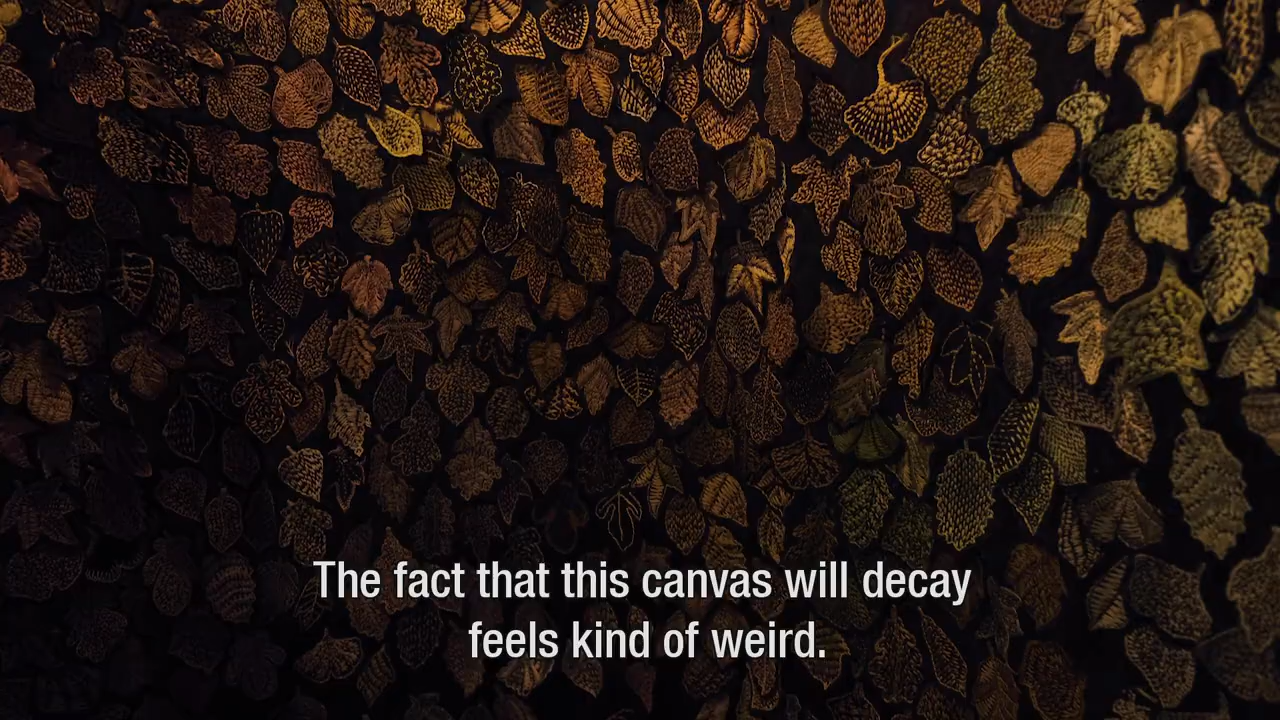 The fact that this canvas will decay
feels kind of weird.